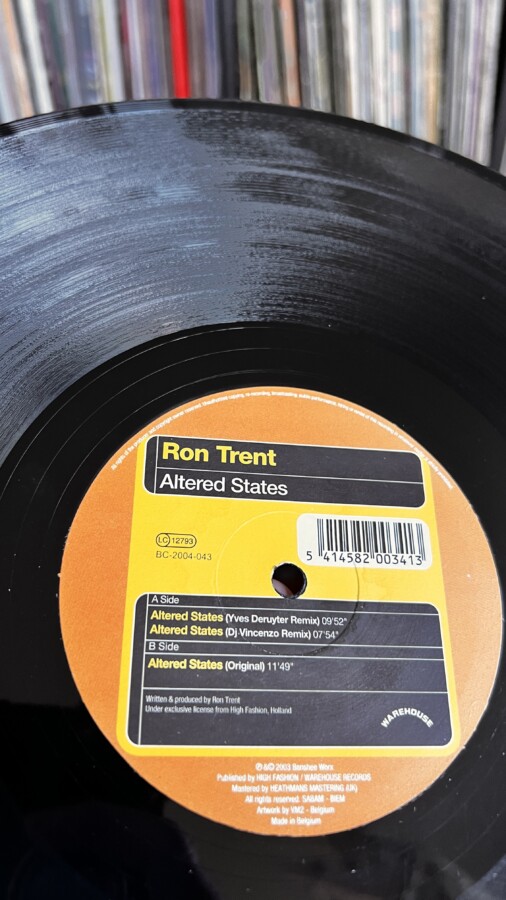 Ron Trent
Altered States
LC 12793
BC-2004-043
5 414582 003413
A Side
Altered States (Yves Deruyter Remix) 09'52"
Altered States (Dj-Vincenzo Remix) 07'54"
B Side
Altered States (Original) 11'49"
Written & produced by Ron Trent
Under exclusive license from High Fashion, Holland
WAREHOUSE
℗&© 2003 Banshee Worx
Published by HIGH FASHION / WAREHOUSE RECORDS
Mastered by HEATHMANS MASTERING (UK)
All rights reserved. SABAM - BIEM
Artwork by VMZ - Belgium
Made in Belgium